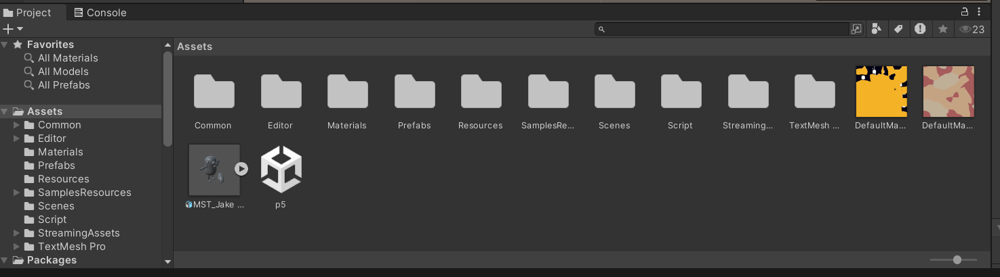 Project
Console
23
Favorites
All Materials
All Models
All Prefabs
Assets
Common
Editor
Materials
Prefabs
Resources
SamplesResources
Scenes
Script
StreamingAssets
TextMesh Pro
Packages
Assets
Common Editor Materials Prefabs Resources SamplesRe... Scenes Script Streaming... TextMesh ... DefaultMa... DefaultMa...
MST_Jake ... p5